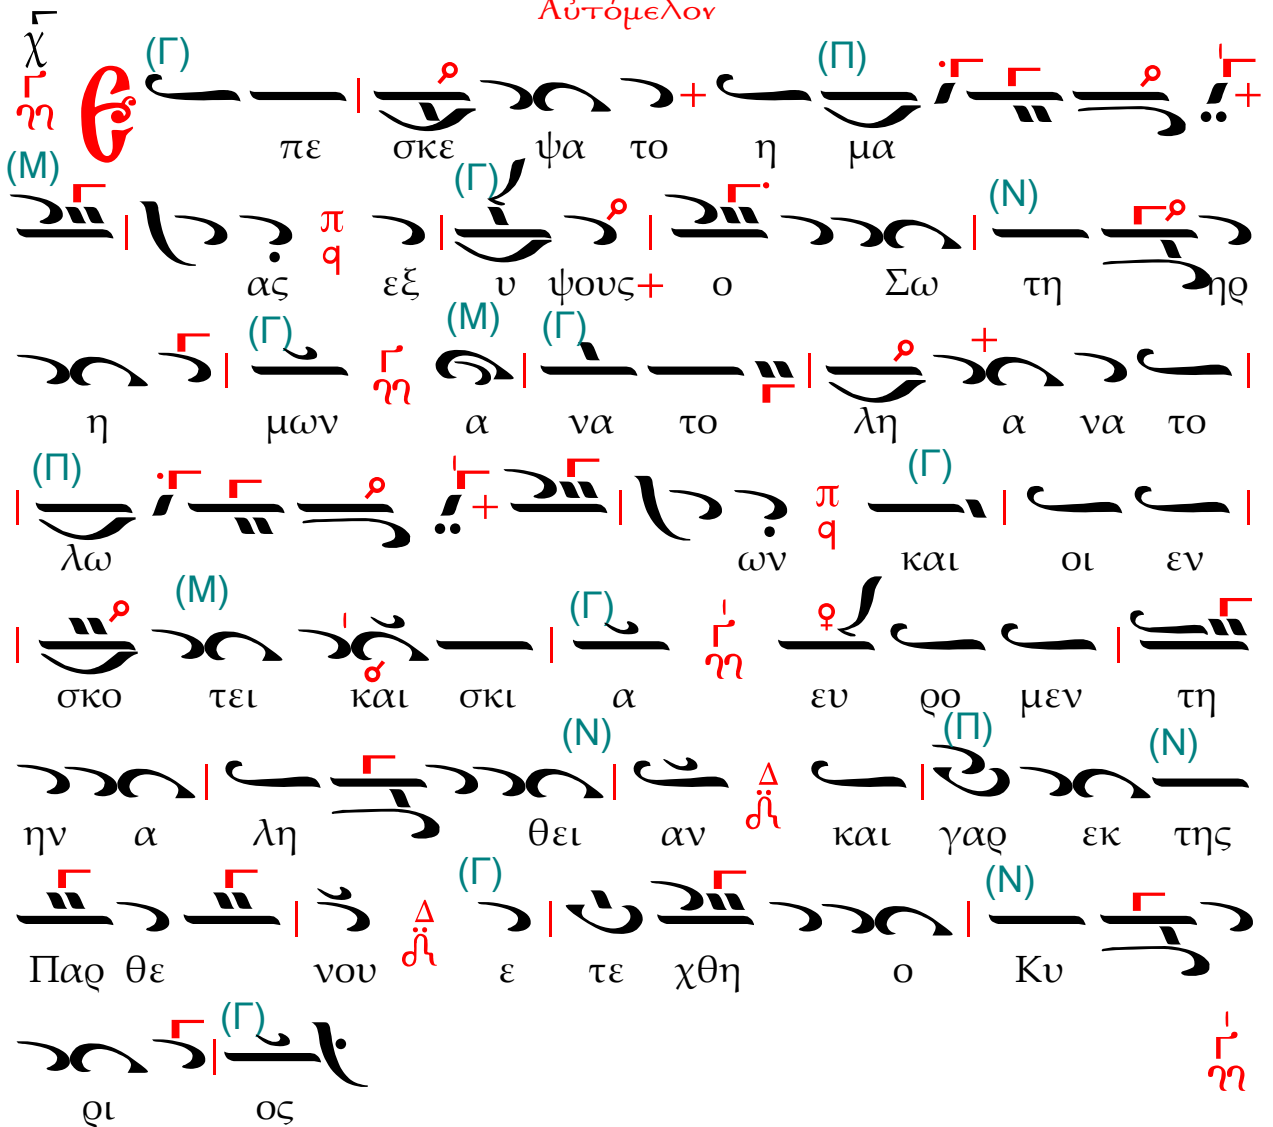 Αὐτόμελον
(Γ) (Π)
Ε πε σκε ψα το η μα
(Μ) (Γ) (Ν)
ας π q εξ υ ψους ο Σω τη ηρ
(Γ) (Μ) (Γ)
η μων α να το λη α να το
(Π) (Γ)
λω ων π q και οι εν
(Μ) (Γ)
σκο τει και σκι α ευ ρο μεν τη
(Ν) (Π) (Ν)
ην α λη θει αν Δ και γαρ εκ της
(Γ) (Ν)
Παρ θε νου Δ ε τε χθη ο Κυ
(Γ)
ρι ος